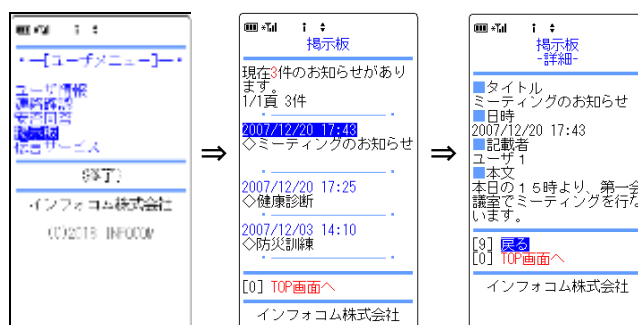 -[ユーザメニュー]-
ユーザ情報
連絡確認
安否回答
掲示板
伝言サービス
[終了]
インフォコム株式会社
(C)2018 INFOCOM
⇒
掲示板
現在3件のお知らせがあり
ます。
1/1頁 3件
2007/12/20 17:43
◇ミーティングのお知らせ
2007/12/20 17:25
◇健康診断
2007/12/03 14:10
◇防災訓練
[0] TOP画面へ
インフォコム株式会社
⇒
掲示板
-詳細-
■タイトル
ミーティングのお知らせ
■日時
2007/12/20 17:43
■記載者
ユーザ1
■本文
本日の15時より、第一会
議室でミーティングを行な
います。
[9] 戻る
[0] TOP画面へ
インフォコム株式会社